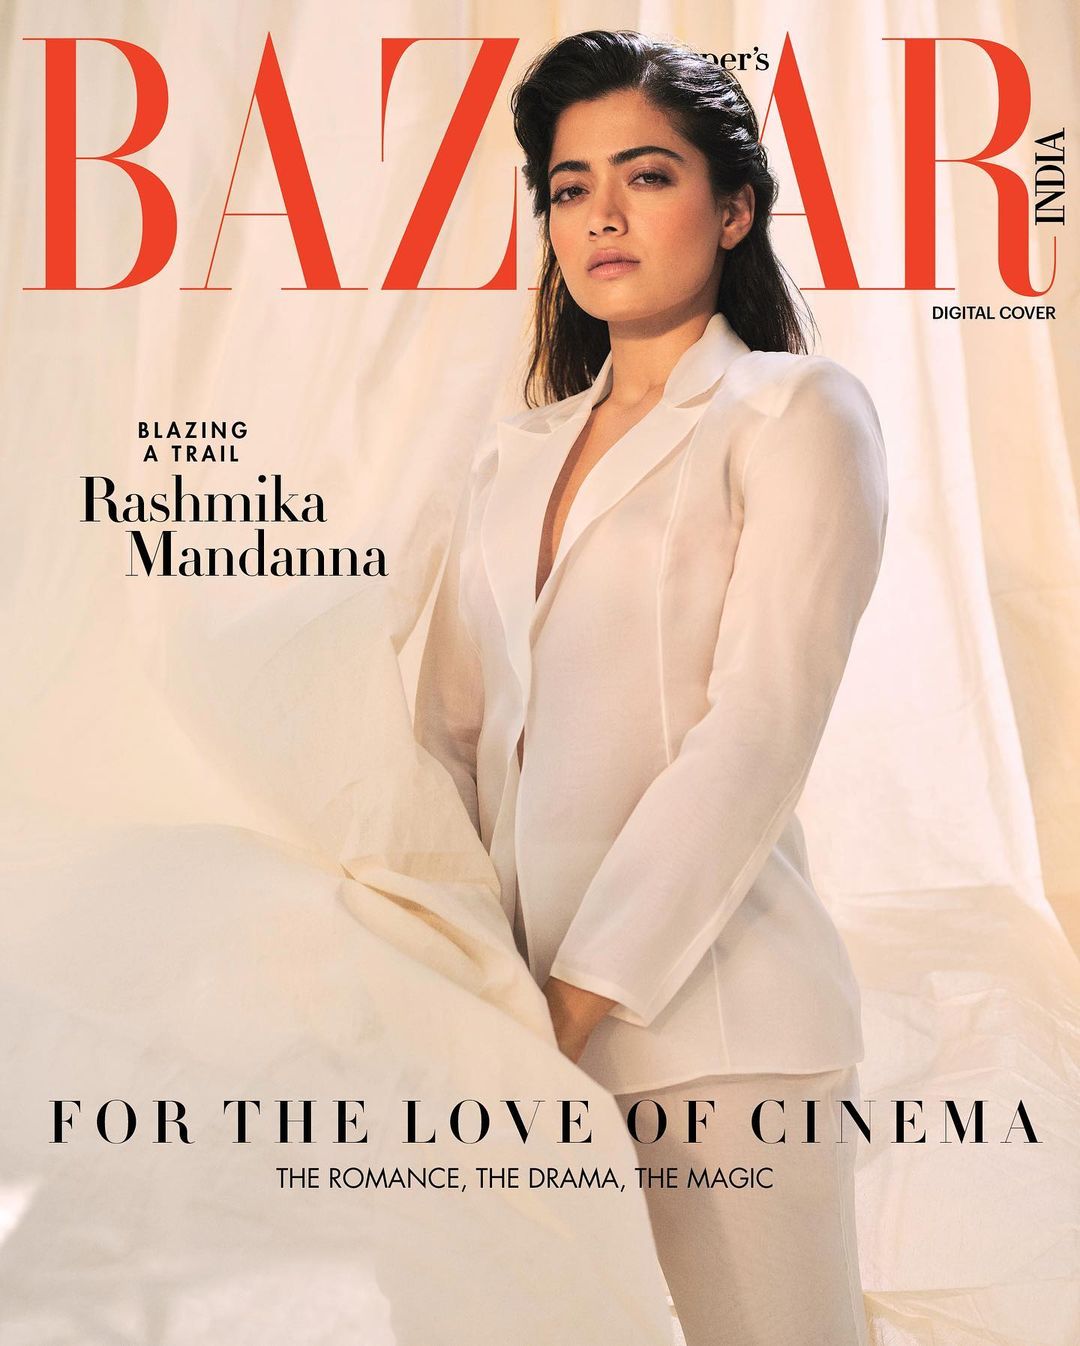 BAZAAR
INDIA
DIGITAL COVER
BLAZING
A TRAIL
Rashmika
Mandanna
FOR THE LOVE OF CINEMA
THE ROMANCE, THE DRAMA, THE MAGIC